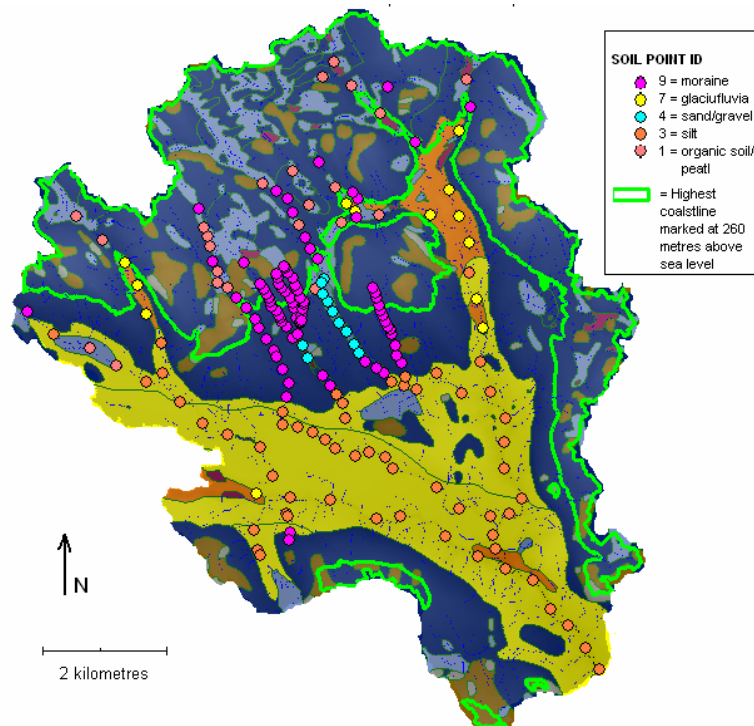 SOIL POINT ID
9 = moraine
7 = glaciufluvia
4 = sand/gravel
3 = silt
1 = organic soil/
peatl
= Highest
coalstline
marked at 260
metres above
sea level
N
2 kilometres